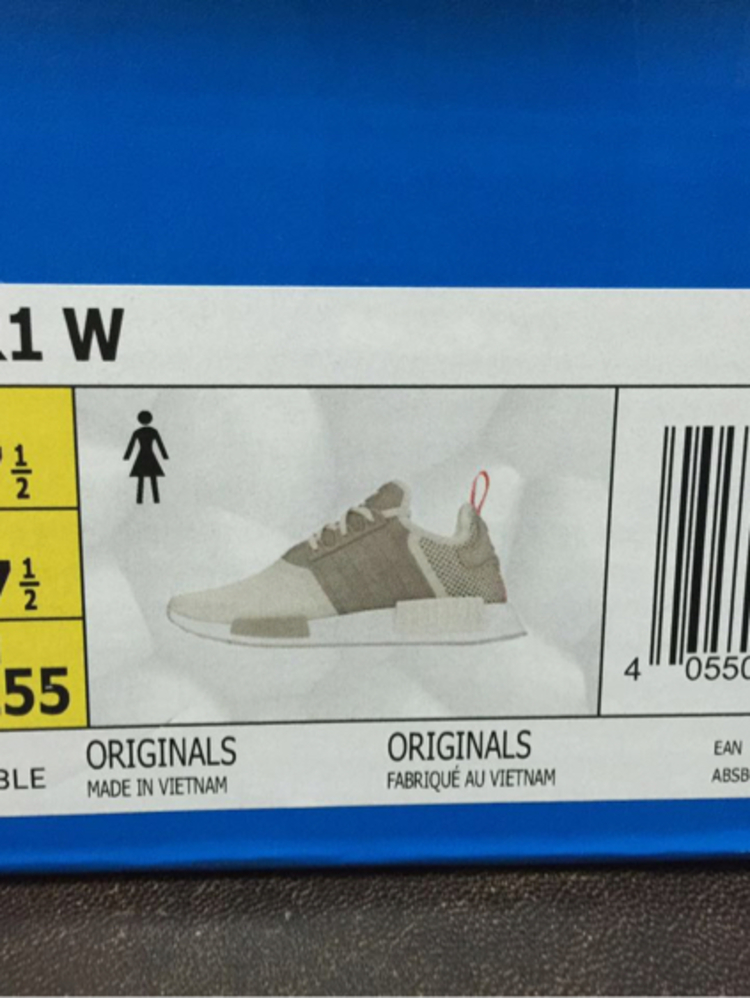 1 W
1/2
7 1/2
55
BLE
ORIGINALS
MADE IN VIETNAM
ORIGINALS
FABRIQUÉ AU VIETNAM
4 0550
EAN
ABSB